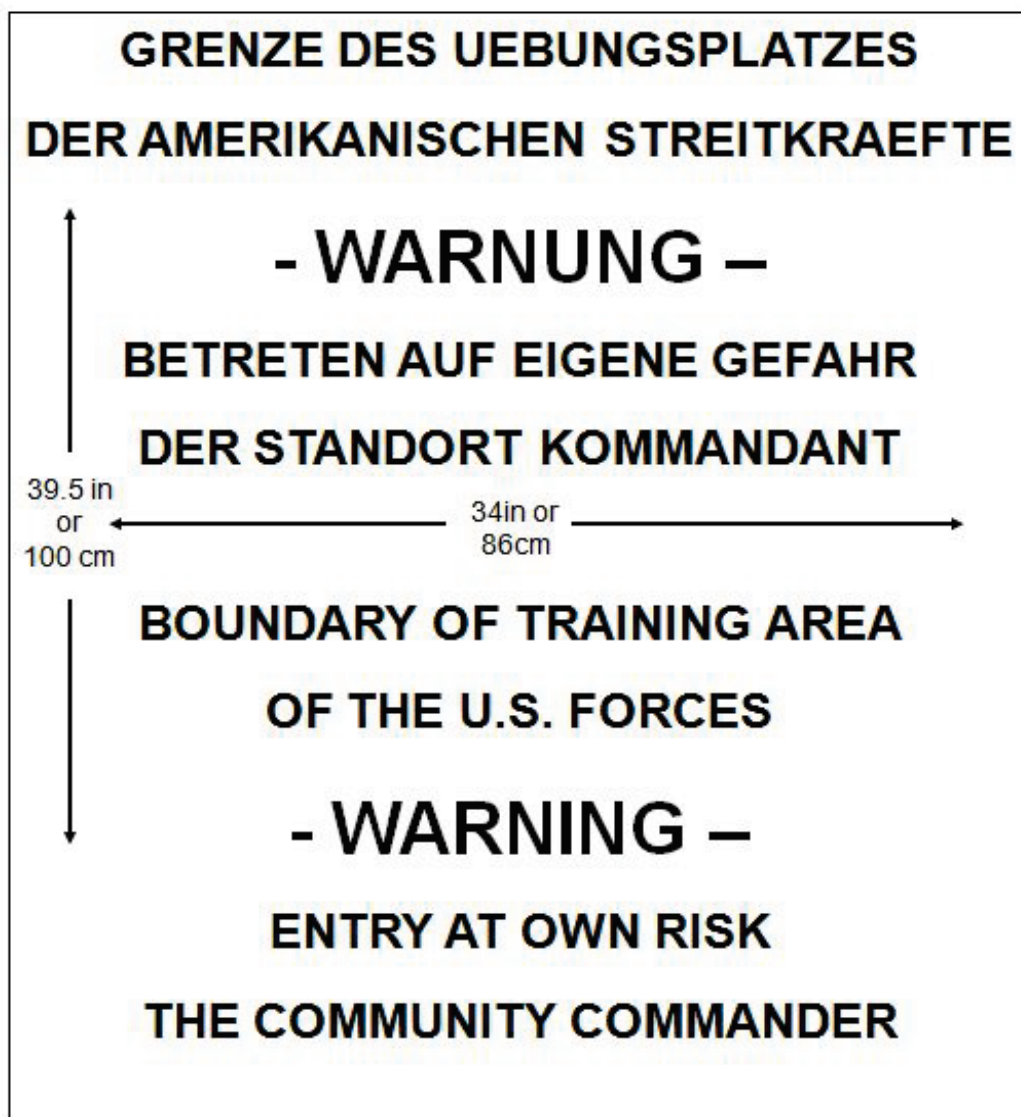 GRENZE DES UEBUNGSPLATZES
DER AMERIKANISCHEN STREITKRAEFTE
- WARNUNG –
BETRETEN AUF EIGENE GEFAHR
DER STANDORT KOMMANDANT
39.5 in
or
100 cm
34in or
86cm
BOUNDARY OF TRAINING AREA
OF THE U.S. FORCES
- WARNING –
ENTRY AT OWN RISK
THE COMMUNITY COMMANDER